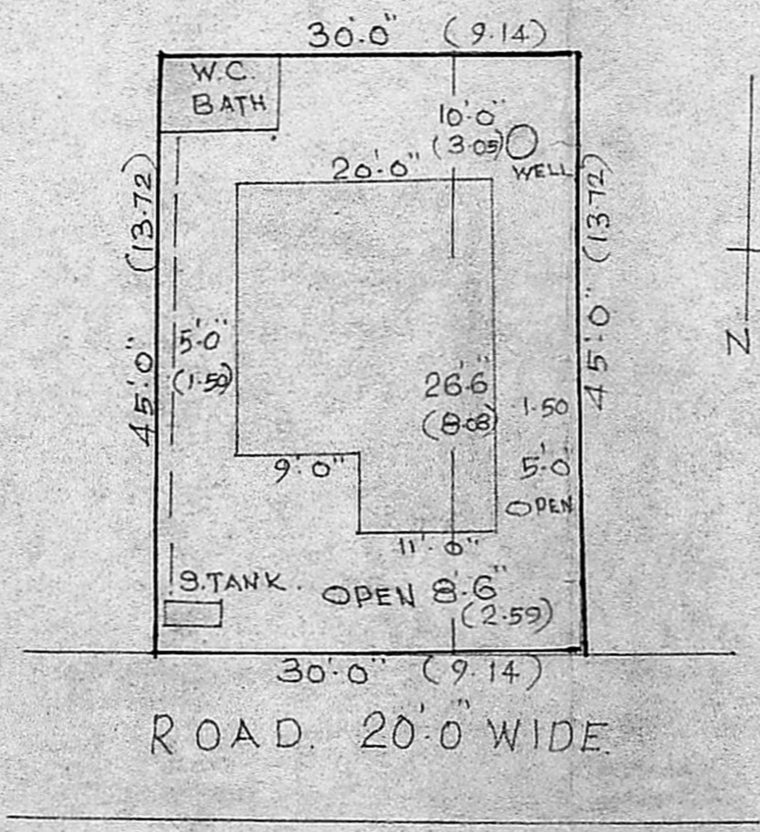 30'.0" (9.14)
W.C.
BATH
10'.0"
(3.05)
WELL
20'.0"
(13.72)
45'.0"
5'.0"
(1.50)
26'.6"
(8.08)
1.50
5'.0
OPEN
45'.0" (13.72)
N
9'.0"
11'.0"
S.TANK.
OPEN 8'.6"
(2.59)
30'.0" (9.14)
ROAD. 20'.0" WIDE.